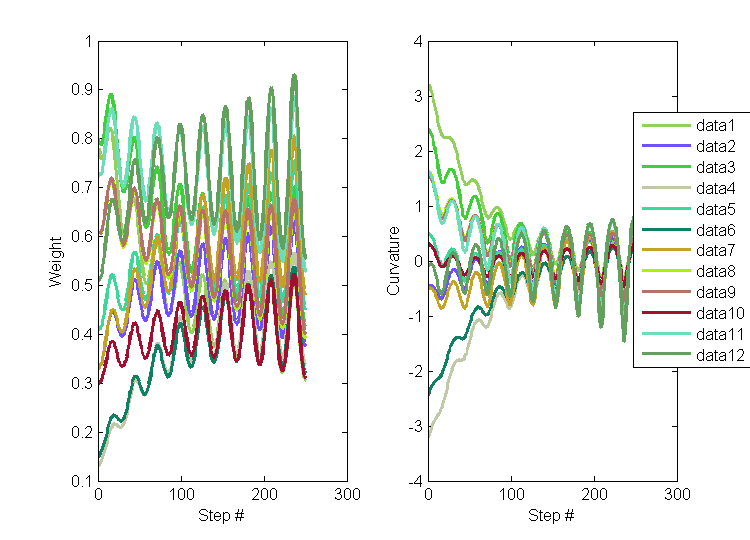 1
0.9
0.8
0.7
0.6
0.5
0.4
0.3
0.2
0.1
Weight
0
100
200
300
Step #
4
3
2
1
0
-1
-2
-3
-4
Curvature
0
100
200
300
Step #
data1
data2
data3
data4
data5
data6
data7
data8
data9
data10
data11
data12